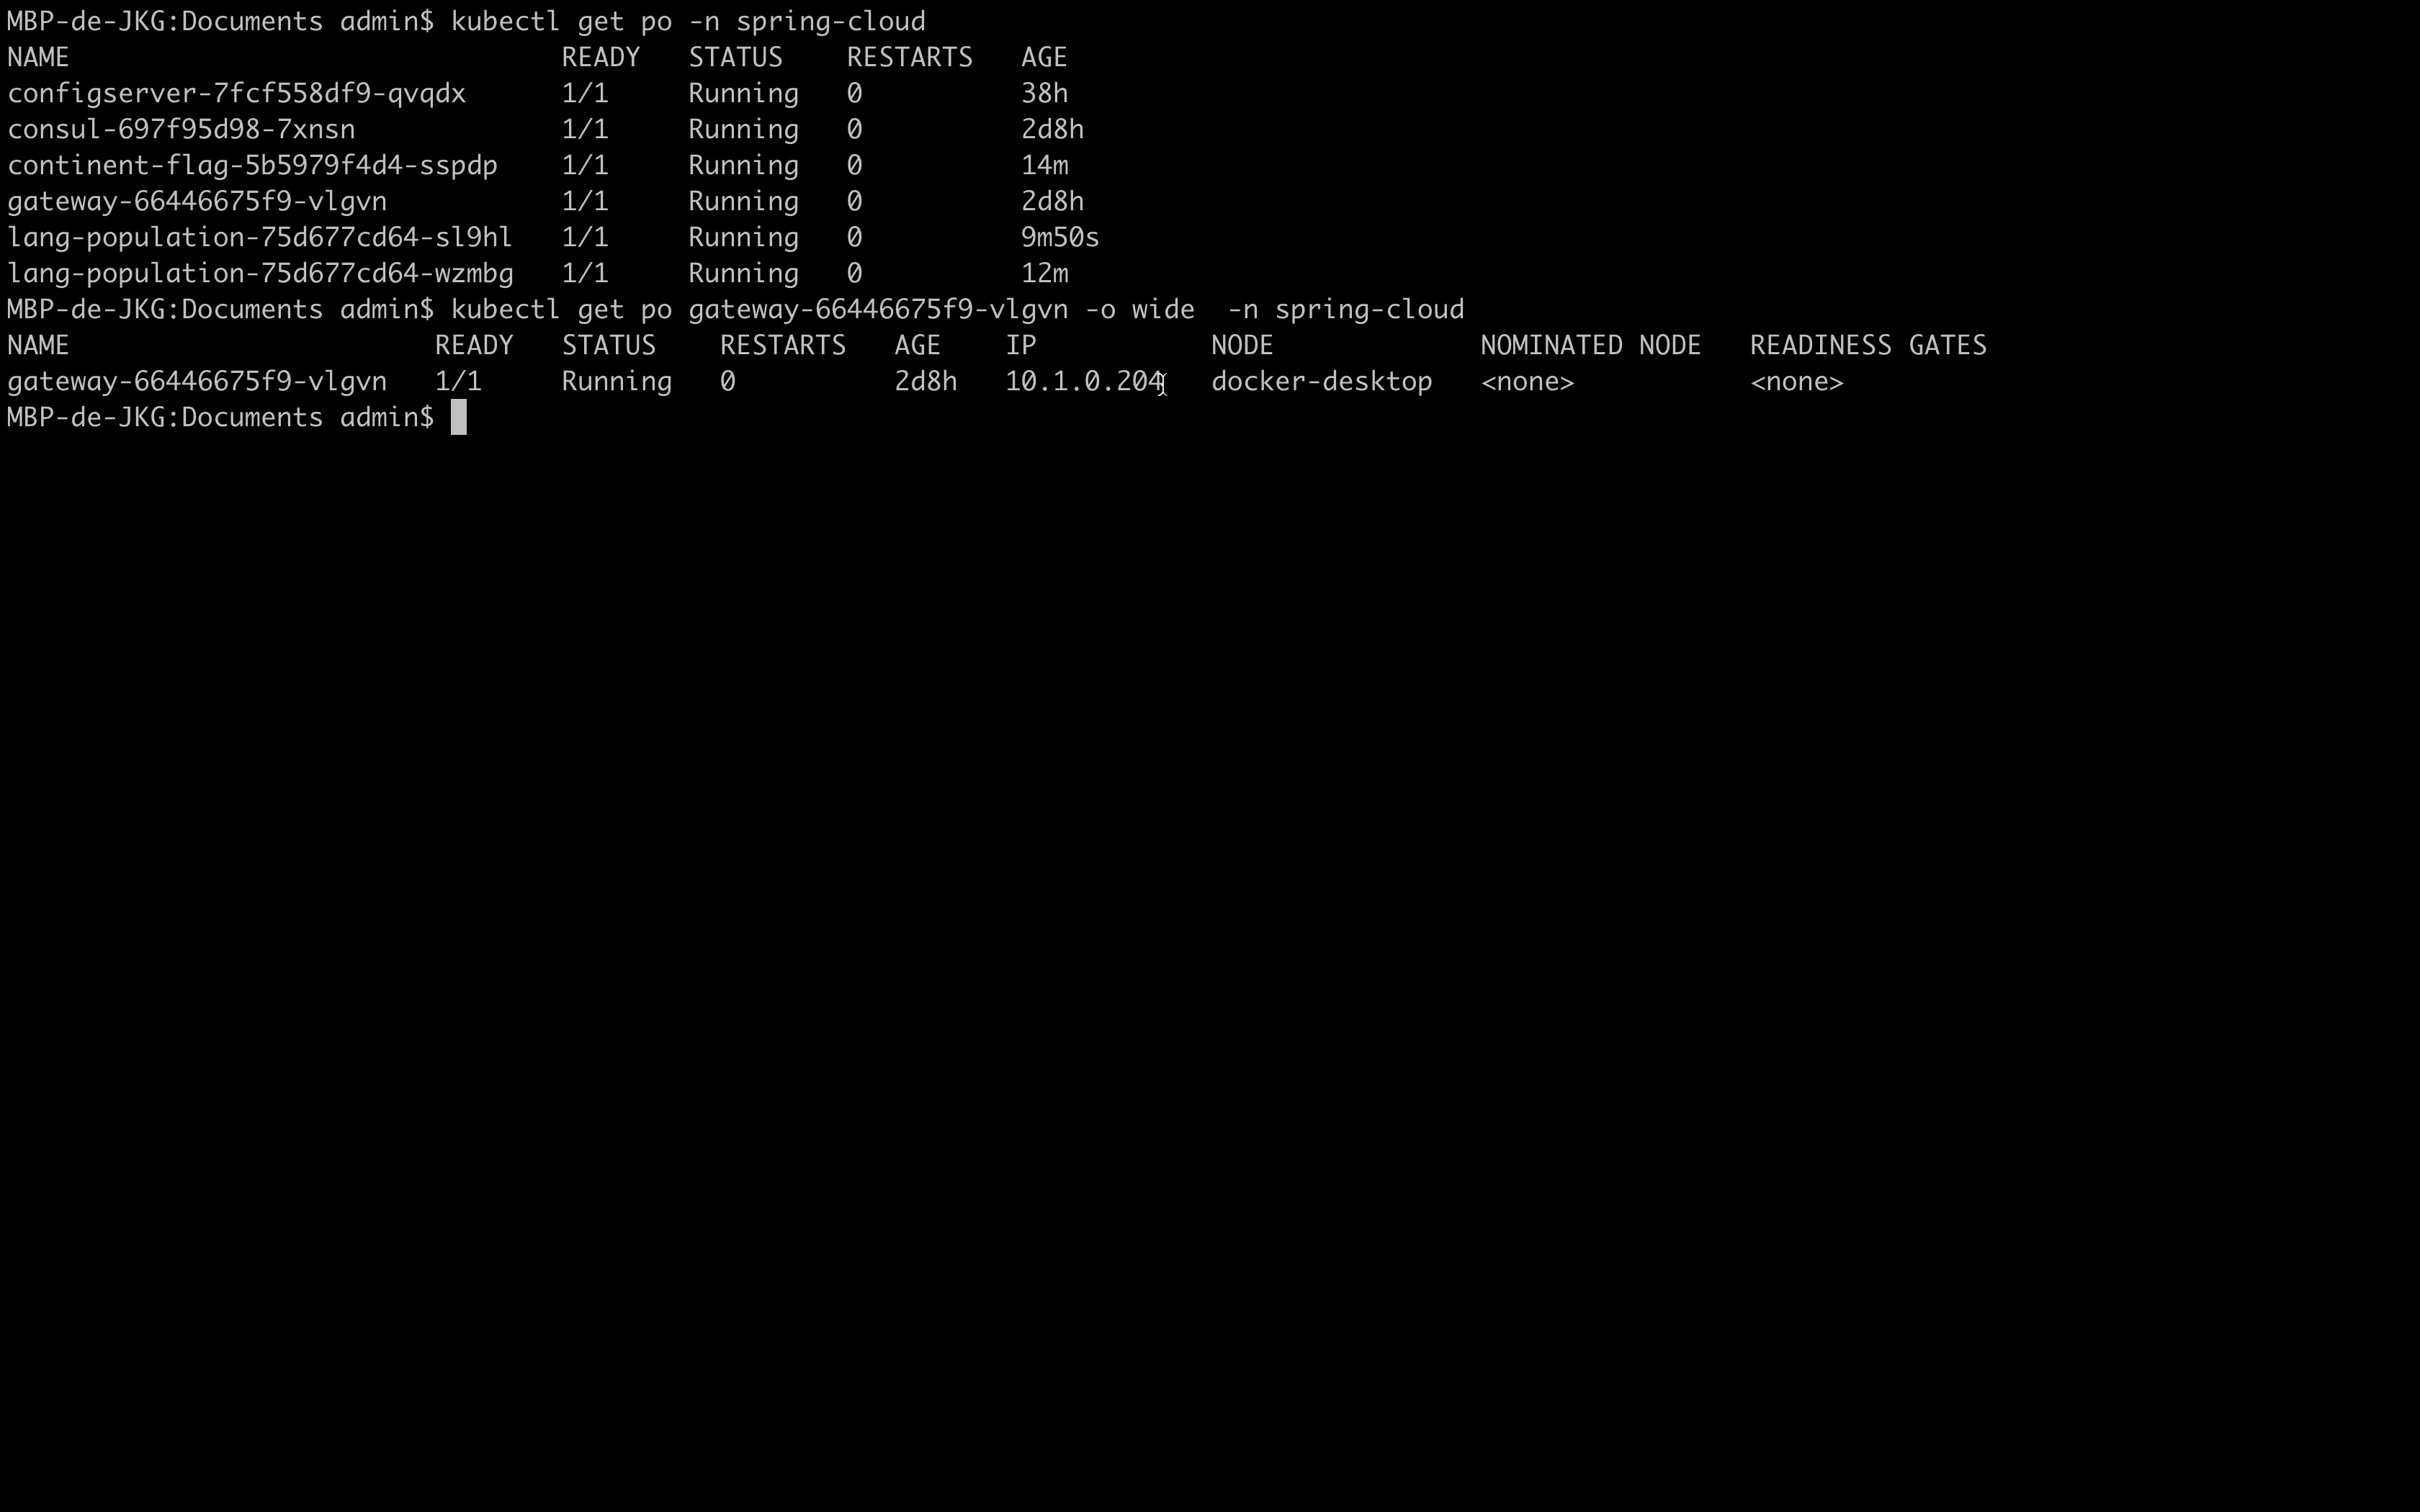 MBP-de-JKG:Documents admin$ kubectl get po -n spring-cloud
NAME READY STATUS RESTARTS AGE
configserver-7fcf558df9-qvqdx 1/1 Running 0 38h
consul-697f95d98-7xnsn 1/1 Running 0 2d8h
continent-flag-5b5979f4d4-sspdp 1/1 Running 0 14m
gateway-66446675f9-vlgvn 1/1 Running 0 2d8h
lang-population-75d677cd64-sl9hl 1/1 Running 0 9m50s
lang-population-75d677cd64-wzmbg 1/1 Running 0 12m
MBP-de-JKG:Documents admin$ kubectl get po gateway-66446675f9-vlgvn -o wide  -n spring-cloud
NAME READY STATUS RESTARTS AGE IP NODE NOMINATED NODE READINESS GATES
gateway-66446675f9-vlgvn 1/1 Running 0 2d8h 10.1.0.204 docker-desktop <none> <none>
MBP-de-JKG:Documents admin$